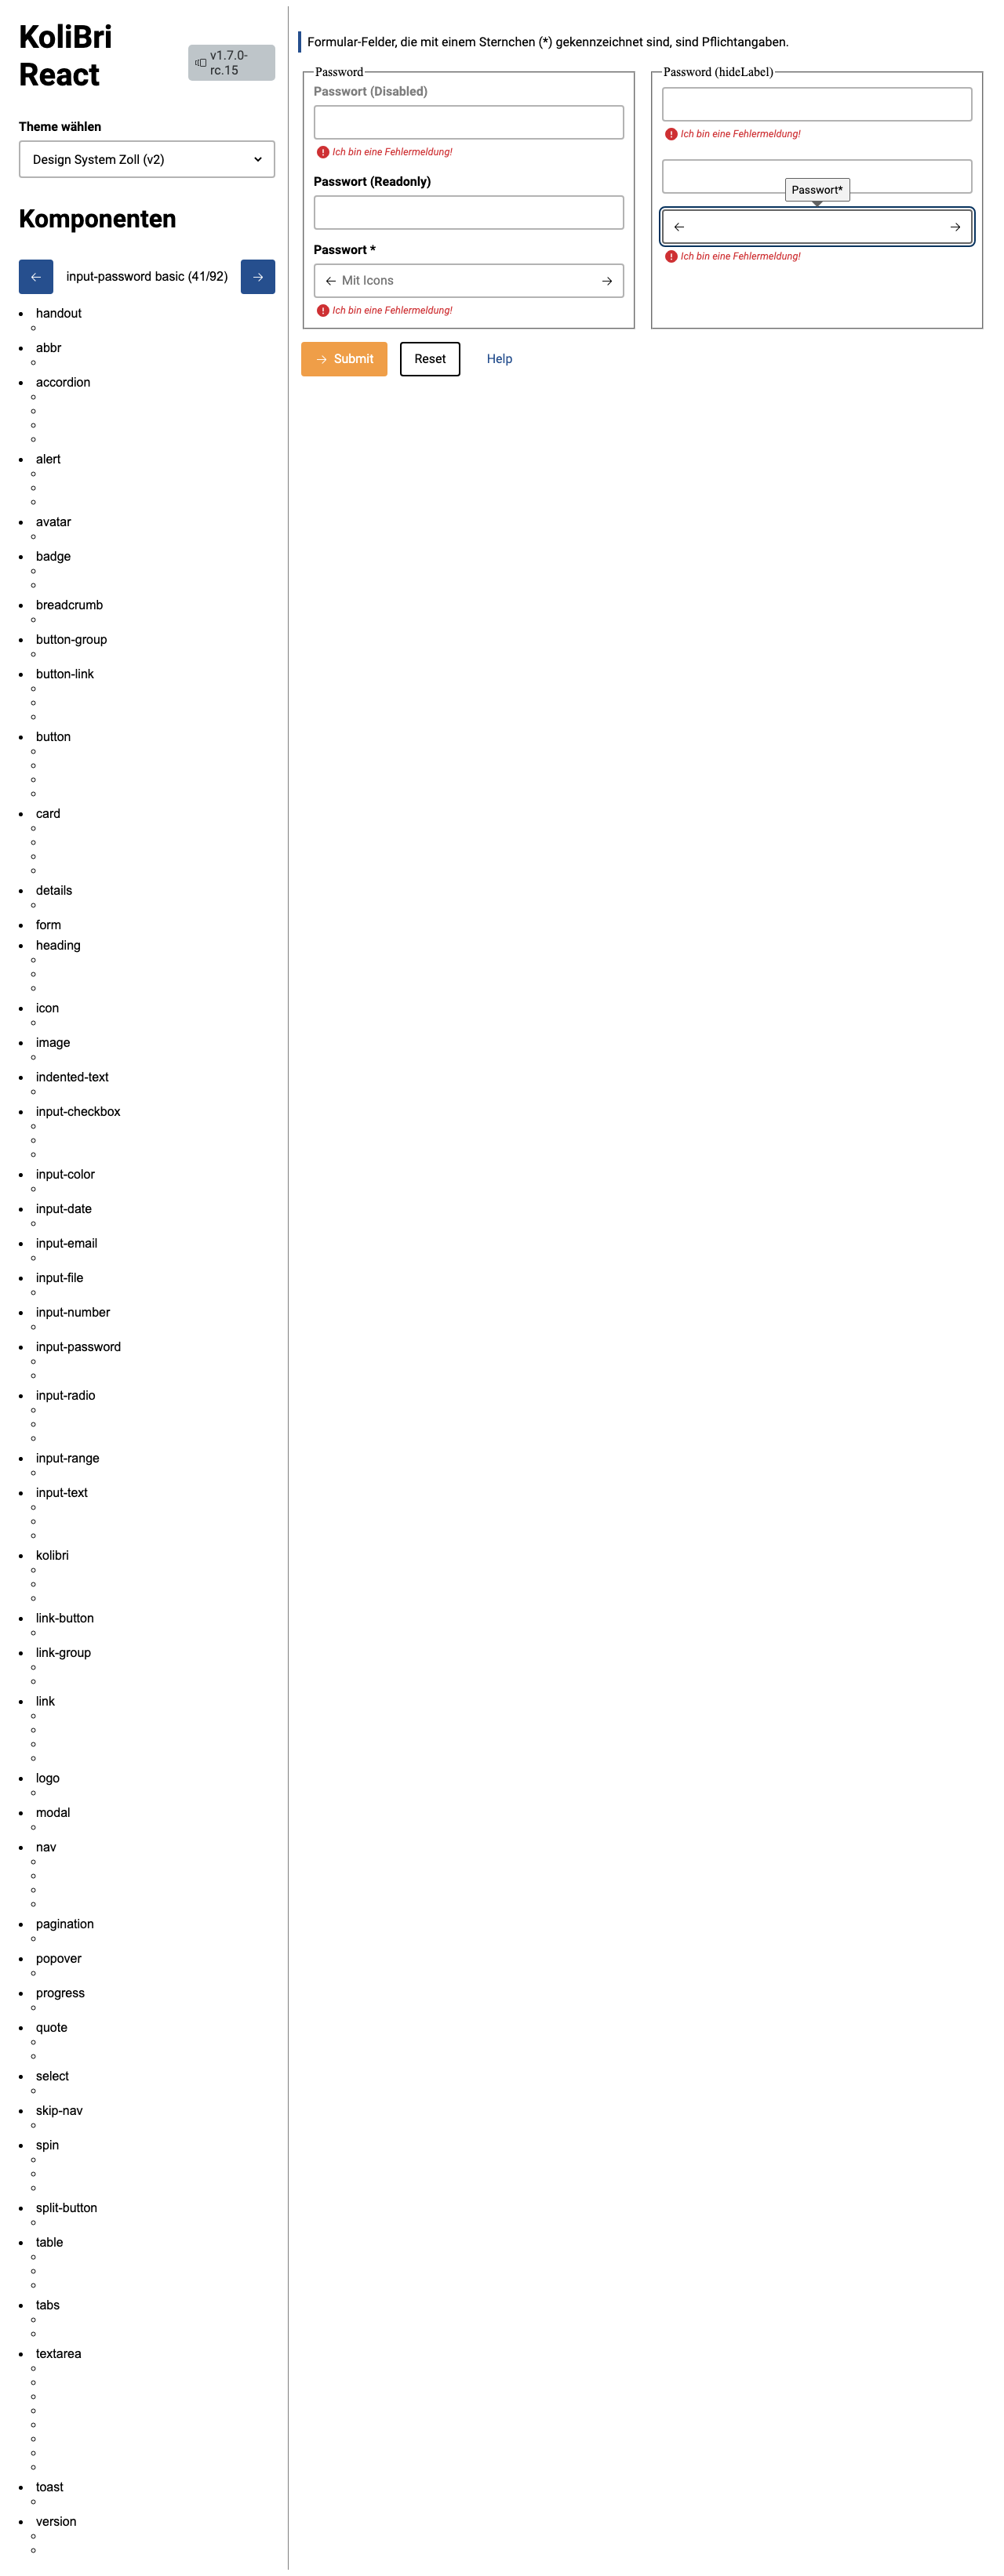 KoliBri
React
v1.7.0-
rc.15
Theme wählen
Design System Zoll (v2)
Komponenten
input-password basic (41/92)
handout
abbr
accordion
alert
avatar
badge
breadcrumb
button-group
button-link
button
card
details
form
heading
icon
image
indented-text
input-checkbox
input-color
input-date
input-email
input-file
input-number
input-password
input-radio
input-range
input-text
kolibri
link-button
link-group
link
logo
modal
nav
pagination
popover
progress
quote
select
skip-nav
spin
split-button
table
tabs
textarea
toast
version
Formular-Felder, die mit einem Sternchen (*) gekennzeichnet sind, sind Pflichtangaben.
Password
Passwort (Disabled)
Ich bin eine Fehlermeldung!
Passwort (Readonly)
Passwort *
Mit Icons
Ich bin eine Fehlermeldung!
Password (hideLabel)
Ich bin eine Fehlermeldung!
Passwort*
Ich bin eine Fehlermeldung!
Submit
Reset
Help